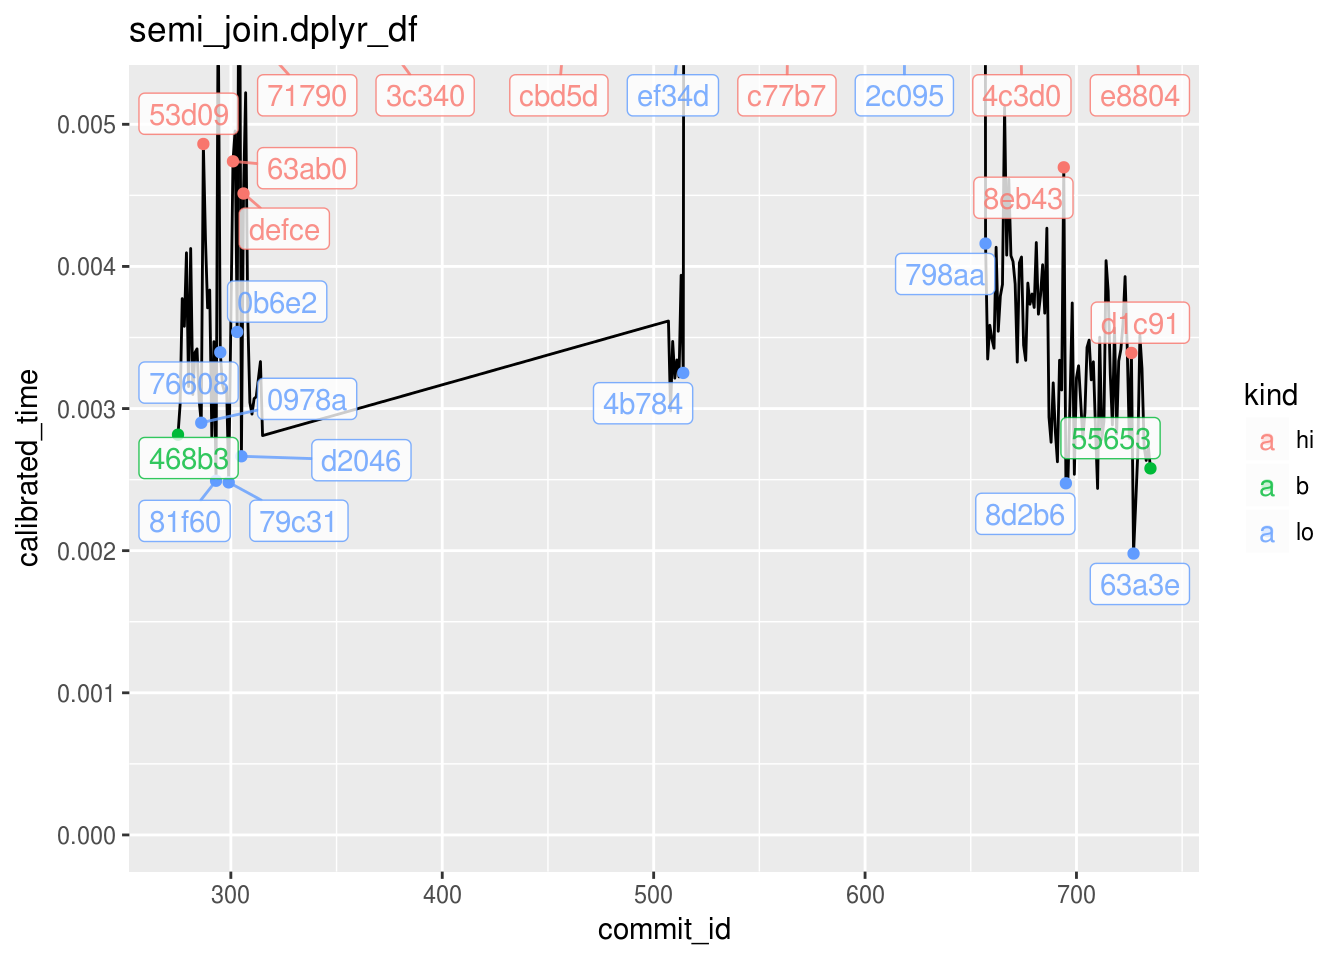 semi_join.dplyr_df
71790
3c340
cbd5d
ef34d
c77b7
2c095
4c3d0
e8804
53d09
63ab0
defce
8eb43
798aa
0b6e2
d1c91
76608
0978a
4b784
55653
468b3
d2046
81f60
79c31
8d2b6
63a3e
0.005
0.004
0.003
0.002
0.001
0.000
calibrated_time
300
400
500
600
700
commit_id
kind
a hi
a b
a lo